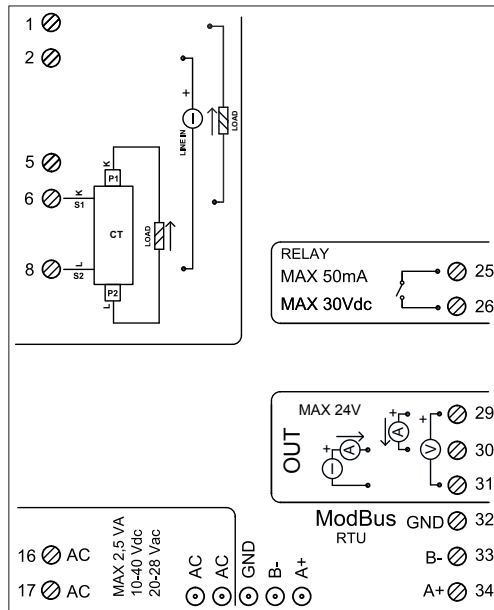 1
2
5
6
8
K
S1
L
S2
P1
K
CT
P2
L
LOAD
LINE IN
+
LOAD
RELAY
MAX 50mA
MAX 30Vdc
25
26
MAX 24V
OUT
+
A
+
A
+
V
29
30
31
ModBus
RTU
GND 32
B- 33
A+ 34
16 AC
17 AC
MAX 2,5 VA
10-40 Vdc
20-28 Vac
AC
AC
GND
B-
A+